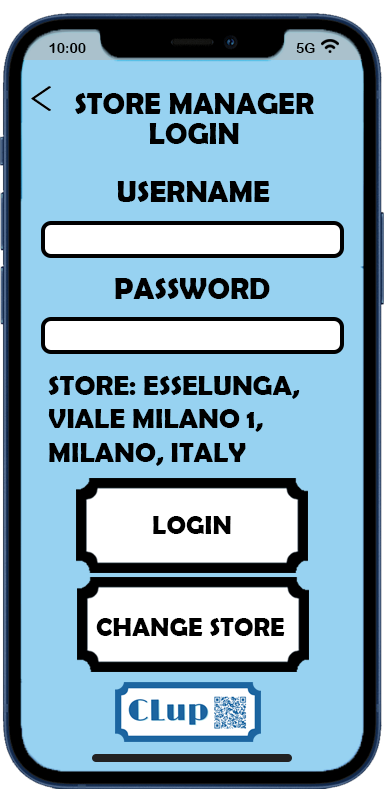 10:00 5G
STORE MANAGER
LOGIN
USERNAME
PASSWORD
STORE: ESSELUNGA,
VIALE MILANO 1,
MILANO, ITALY
LOGIN
CHANGE STORE
CLup